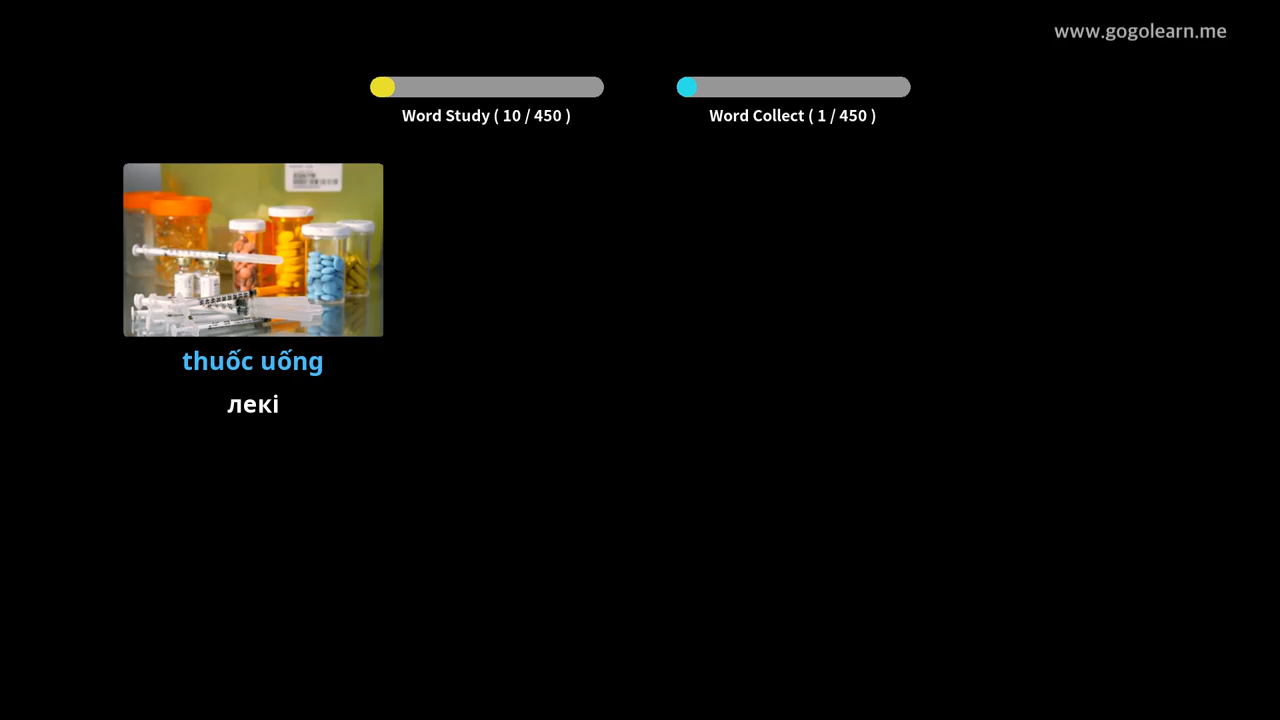 www.gogolearn.me
Word Study ( 10 / 450 )
Word Collect ( 1 / 450 )
thuốc uống
лекі